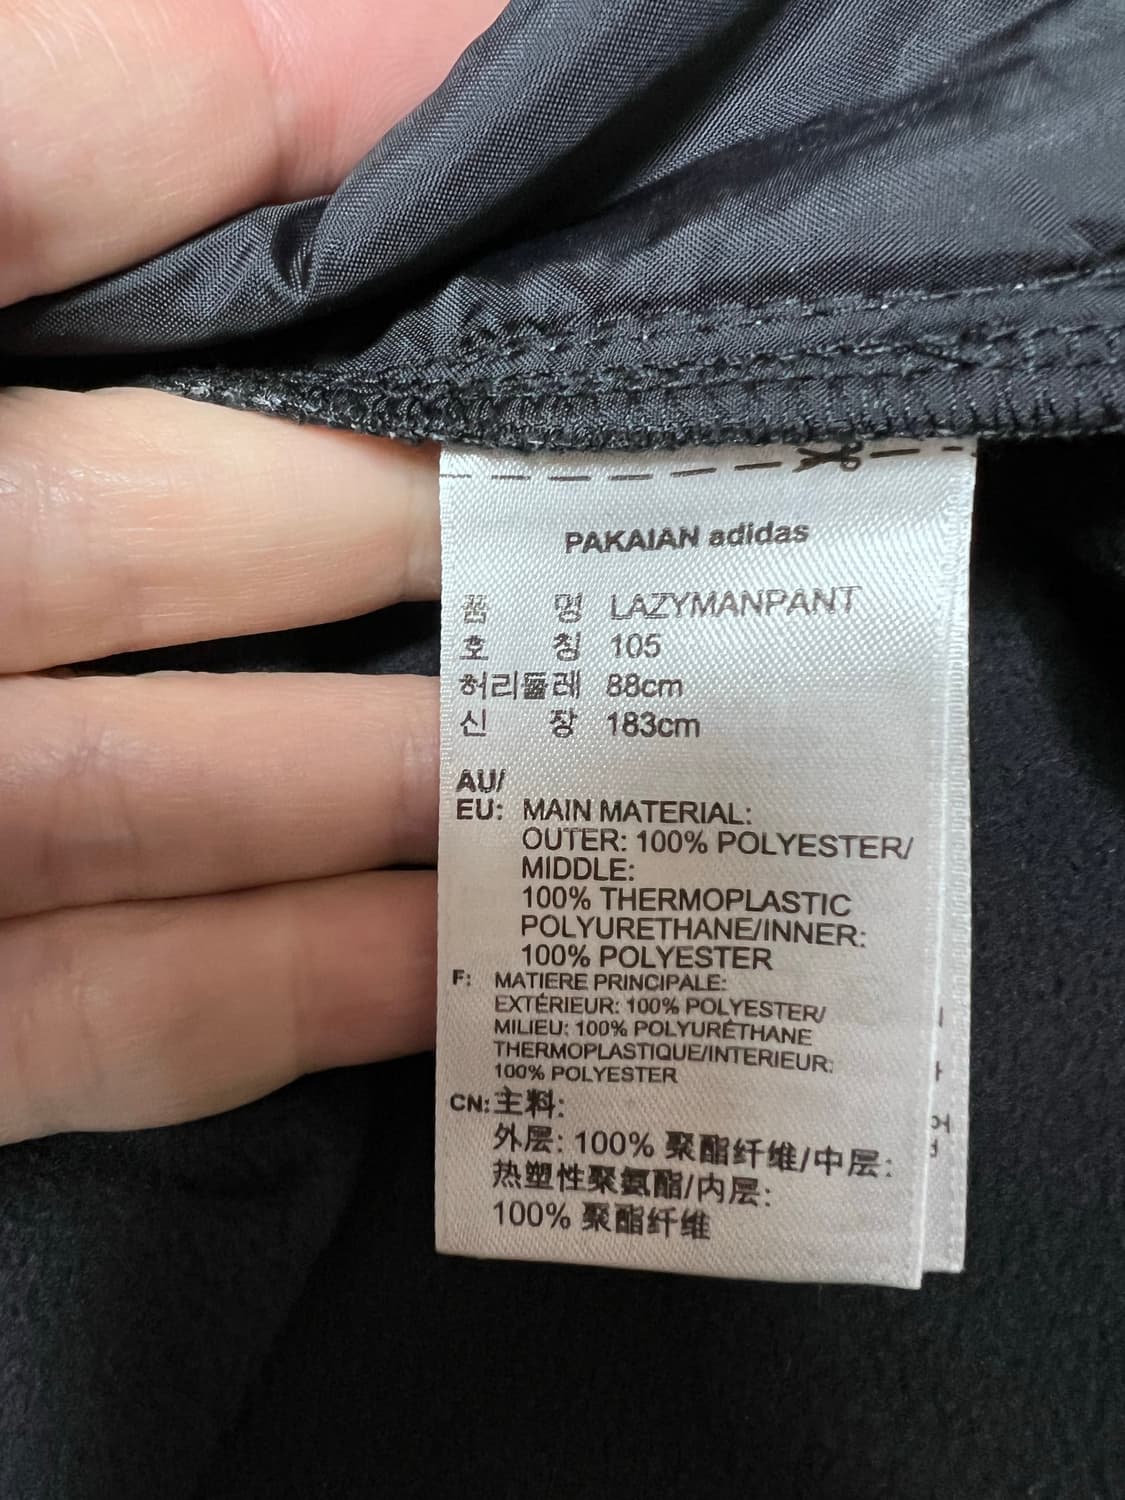 PAKAIAN adidas
품 명 LAZYMANPANT
호 칭 105
허리둘레 88cm
신 장 183cm
AU/
EU: MAIN MATERIAL:
OUTER: 100% POLYESTER/
MIDDLE:
100% THERMOPLASTIC
POLYURETHANE/INNER:
100% POLYESTER
F: MATIERE PRINCIPALE:
EXTÉRIEUR: 100% POLYESTER/
MILIEU: 100% POLYURÉTHANE
THERMOPLASTIQUE/INTERIEUR:
100% POLYESTER
CN: 主料:
外层: 100% 聚酯纤维/中层:
热塑性聚氨酯/内层:
100% 聚酯纤维